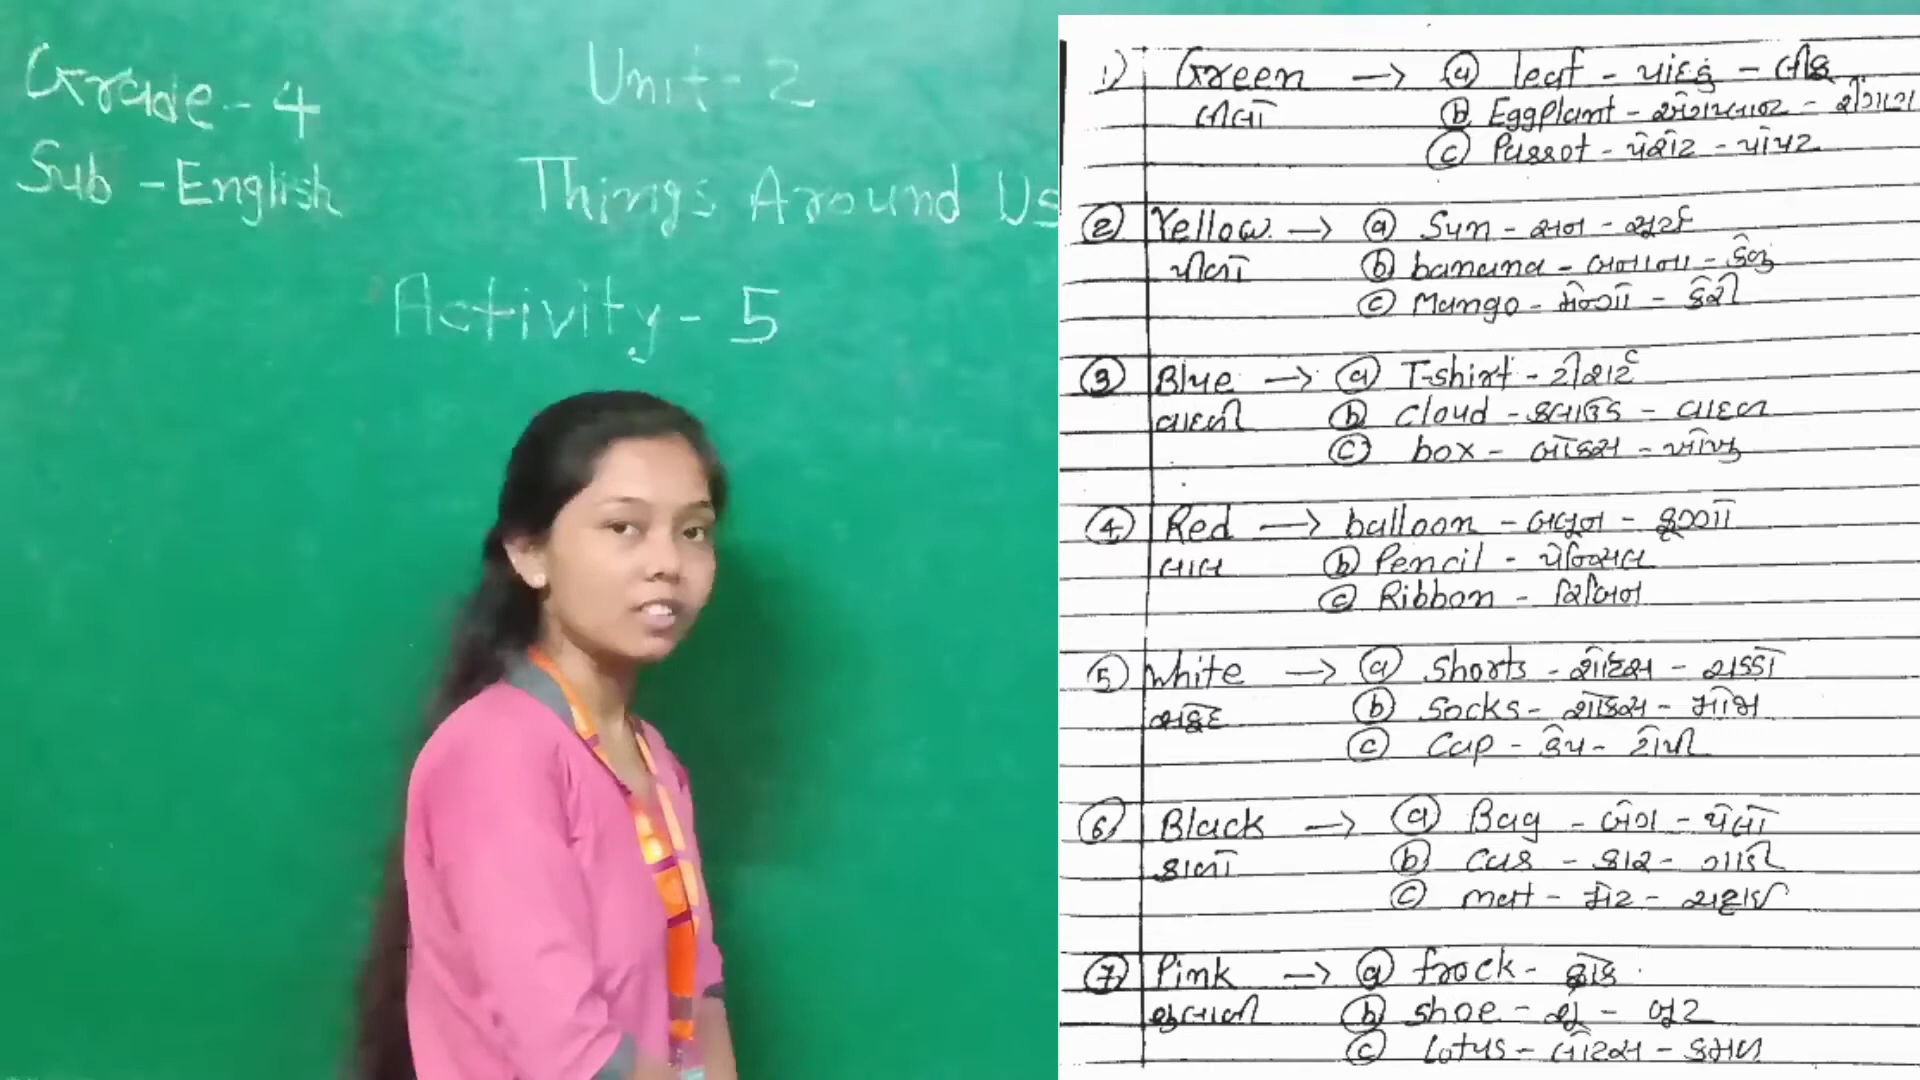 Grade - 4
Sub - English
Unit - 2
Things Around Us
Activity - 5
1) Green → (a) leaf - પાંદડું - લીફ
લીલો (b) Eggplant - એગપ્લાન્ટ - રીંગણ
(c) Parrot - પેરોટ - પોપટ
(2) Yellow → (a) Sun - સન - સૂર્ય
પીળો (b) banana - બનાના - કેળુ
(c) Mango - મેન્ગો - કેરી
(3) Blue → (a) T-shirt - ટીશર્ટ
વાદળી (b) Cloud - ક્લાઉડ - વાદળ
(c) box - બોક્સ - ખોખુ
(4) Red → balloon - બલૂન - ફુગ્ગો
લાલ (b) Pencil - પેન્સિલ
(c) Ribbon - રિબિન
(5) White → (a) Shorts - શોર્ટ્સ - ચડ્ડો
સફેદ (b) Socks - શોક્સ - મોજા
(c) Cap - કેપ - ટોપી
(6) Black → (a) Bag - બેગ - થેલો
કાળો (b) Car - કાર - ગાડી
(c) mat - મેટ - ચટ્ટાઈ
(7) Pink → (a) frock - ફ્રોક
ગુલાબી (b) Shoe - શૂ - બુટ
(c) Lotus - લોટસ - કમળ